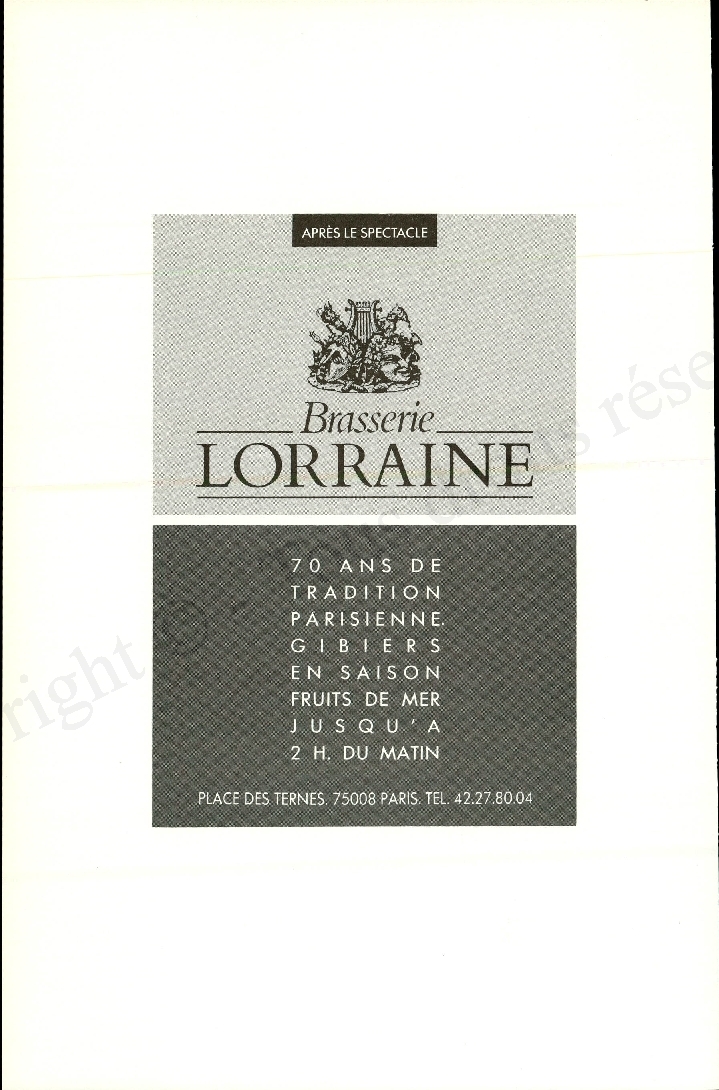 APRÈS LE SPECTACLE
Brasserie
LORRAINE
70 ANS DE
TRADITION
PARISIENNE.
GIBIERS
EN SAISON
FRUITS DE MER
JUSQU'A
2 H. DU MATIN
PLACE DES TERNES. 75008 PARIS. TEL. 42.27.80.04